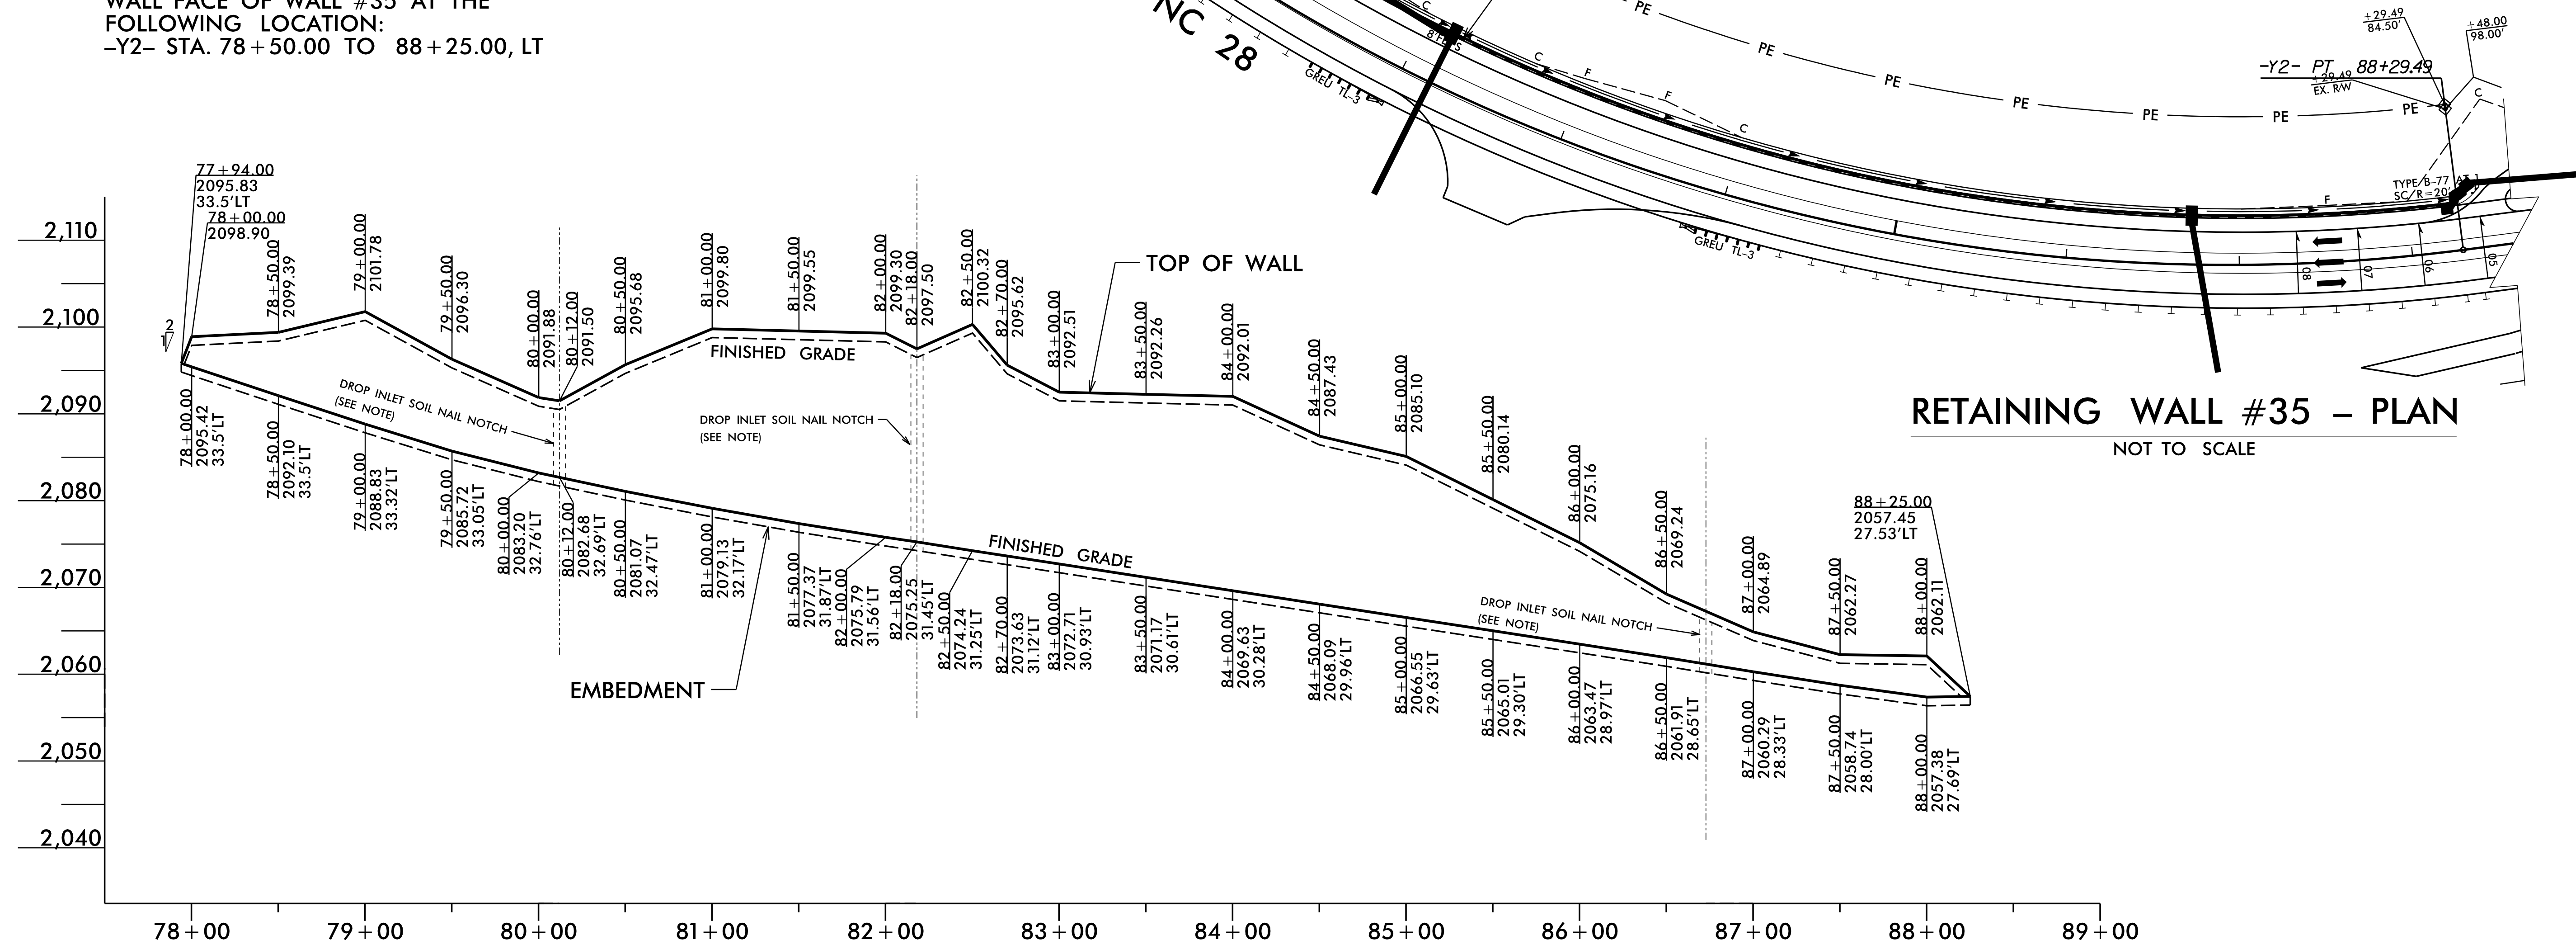 WALL FACE OF WALL #35 AT THE
FOLLOWING LOCATION:
–Y2– STA. 78+50.00 TO 88+25.00, LT
NC 28
GREU TL–3
C
C
F
F
C
PE
PE
PE
PE
PE
PE
PE
+29.49
84.50'
+48.00
98.00'
–Y2– PT 88+29.49
+29.49
EX. R/W
PE
C
F
SC/R=20'
GREU TL–3
08
07
06
05
RETAINING WALL #35 – PLAN
NOT TO SCALE
77+94.00
2095.83
33.5'LT
78+00.00
2098.90
78+50.00
2099.39
79+00.00
2101.78
79+50.00
2096.30
80+00.00
2091.88
80+12.00
2091.50
80+50.00
2095.68
81+00.00
2099.80
81+50.00
2099.55
82+00.00
2099.30
82+18.00
2097.50
82+50.00
2100.32
82+70.00
2095.62
83+00.00
2092.51
83+50.00
2092.26
84+00.00
2092.01
84+50.00
2087.43
85+00.00
2085.10
85+50.00
2080.14
86+00.00
2075.16
86+50.00
2069.24
87+00.00
2064.89
87+50.00
2062.27
88+00.00
2062.11
88+25.00
2057.45
27.53'LT
TOP OF WALL
FINISHED GRADE
2
1
DROP INLET SOIL NAIL NOTCH
(SEE NOTE)
DROP INLET SOIL NAIL NOTCH
(SEE NOTE)
FINISHED GRADE
DROP INLET SOIL NAIL NOTCH
(SEE NOTE)
EMBEDMENT
78+00.00
2095.42
33.5'LT
78+50.00
2092.10
33.5'LT
79+00.00
2088.83
33.32'LT
79+50.00
2085.72
33.05'LT
80+00.00
2083.20
32.76'LT
80+12.00
2082.68
32.69'LT
80+50.00
2081.07
32.47'LT
81+00.00
2079.13
32.17'LT
81+50.00
2077.37
31.87'LT
82+00.00
2075.79
31.56'LT
82+18.00
2075.25
31.45'LT
82+50.00
2074.24
31.25'LT
82+70.00
2073.63
31.12'LT
83+00.00
2072.71
30.93'LT
83+50.00
2071.17
30.61'LT
84+00.00
2069.63
30.28'LT
84+50.00
2068.09
29.96'LT
85+00.00
2066.55
29.63'LT
85+50.00
2065.01
29.30'LT
86+00.00
2063.47
28.97'LT
86+50.00
2061.91
28.65'LT
87+00.00
2060.29
28.33'LT
87+50.00
2058.74
28.00'LT
88+00.00
2057.38
27.69'LT
2,110
2,100
2,090
2,080
2,070
2,060
2,050
2,040
78+00
79+00
80+00
81+00
82+00
83+00
84+00
85+00
86+00
87+00
88+00
89+00